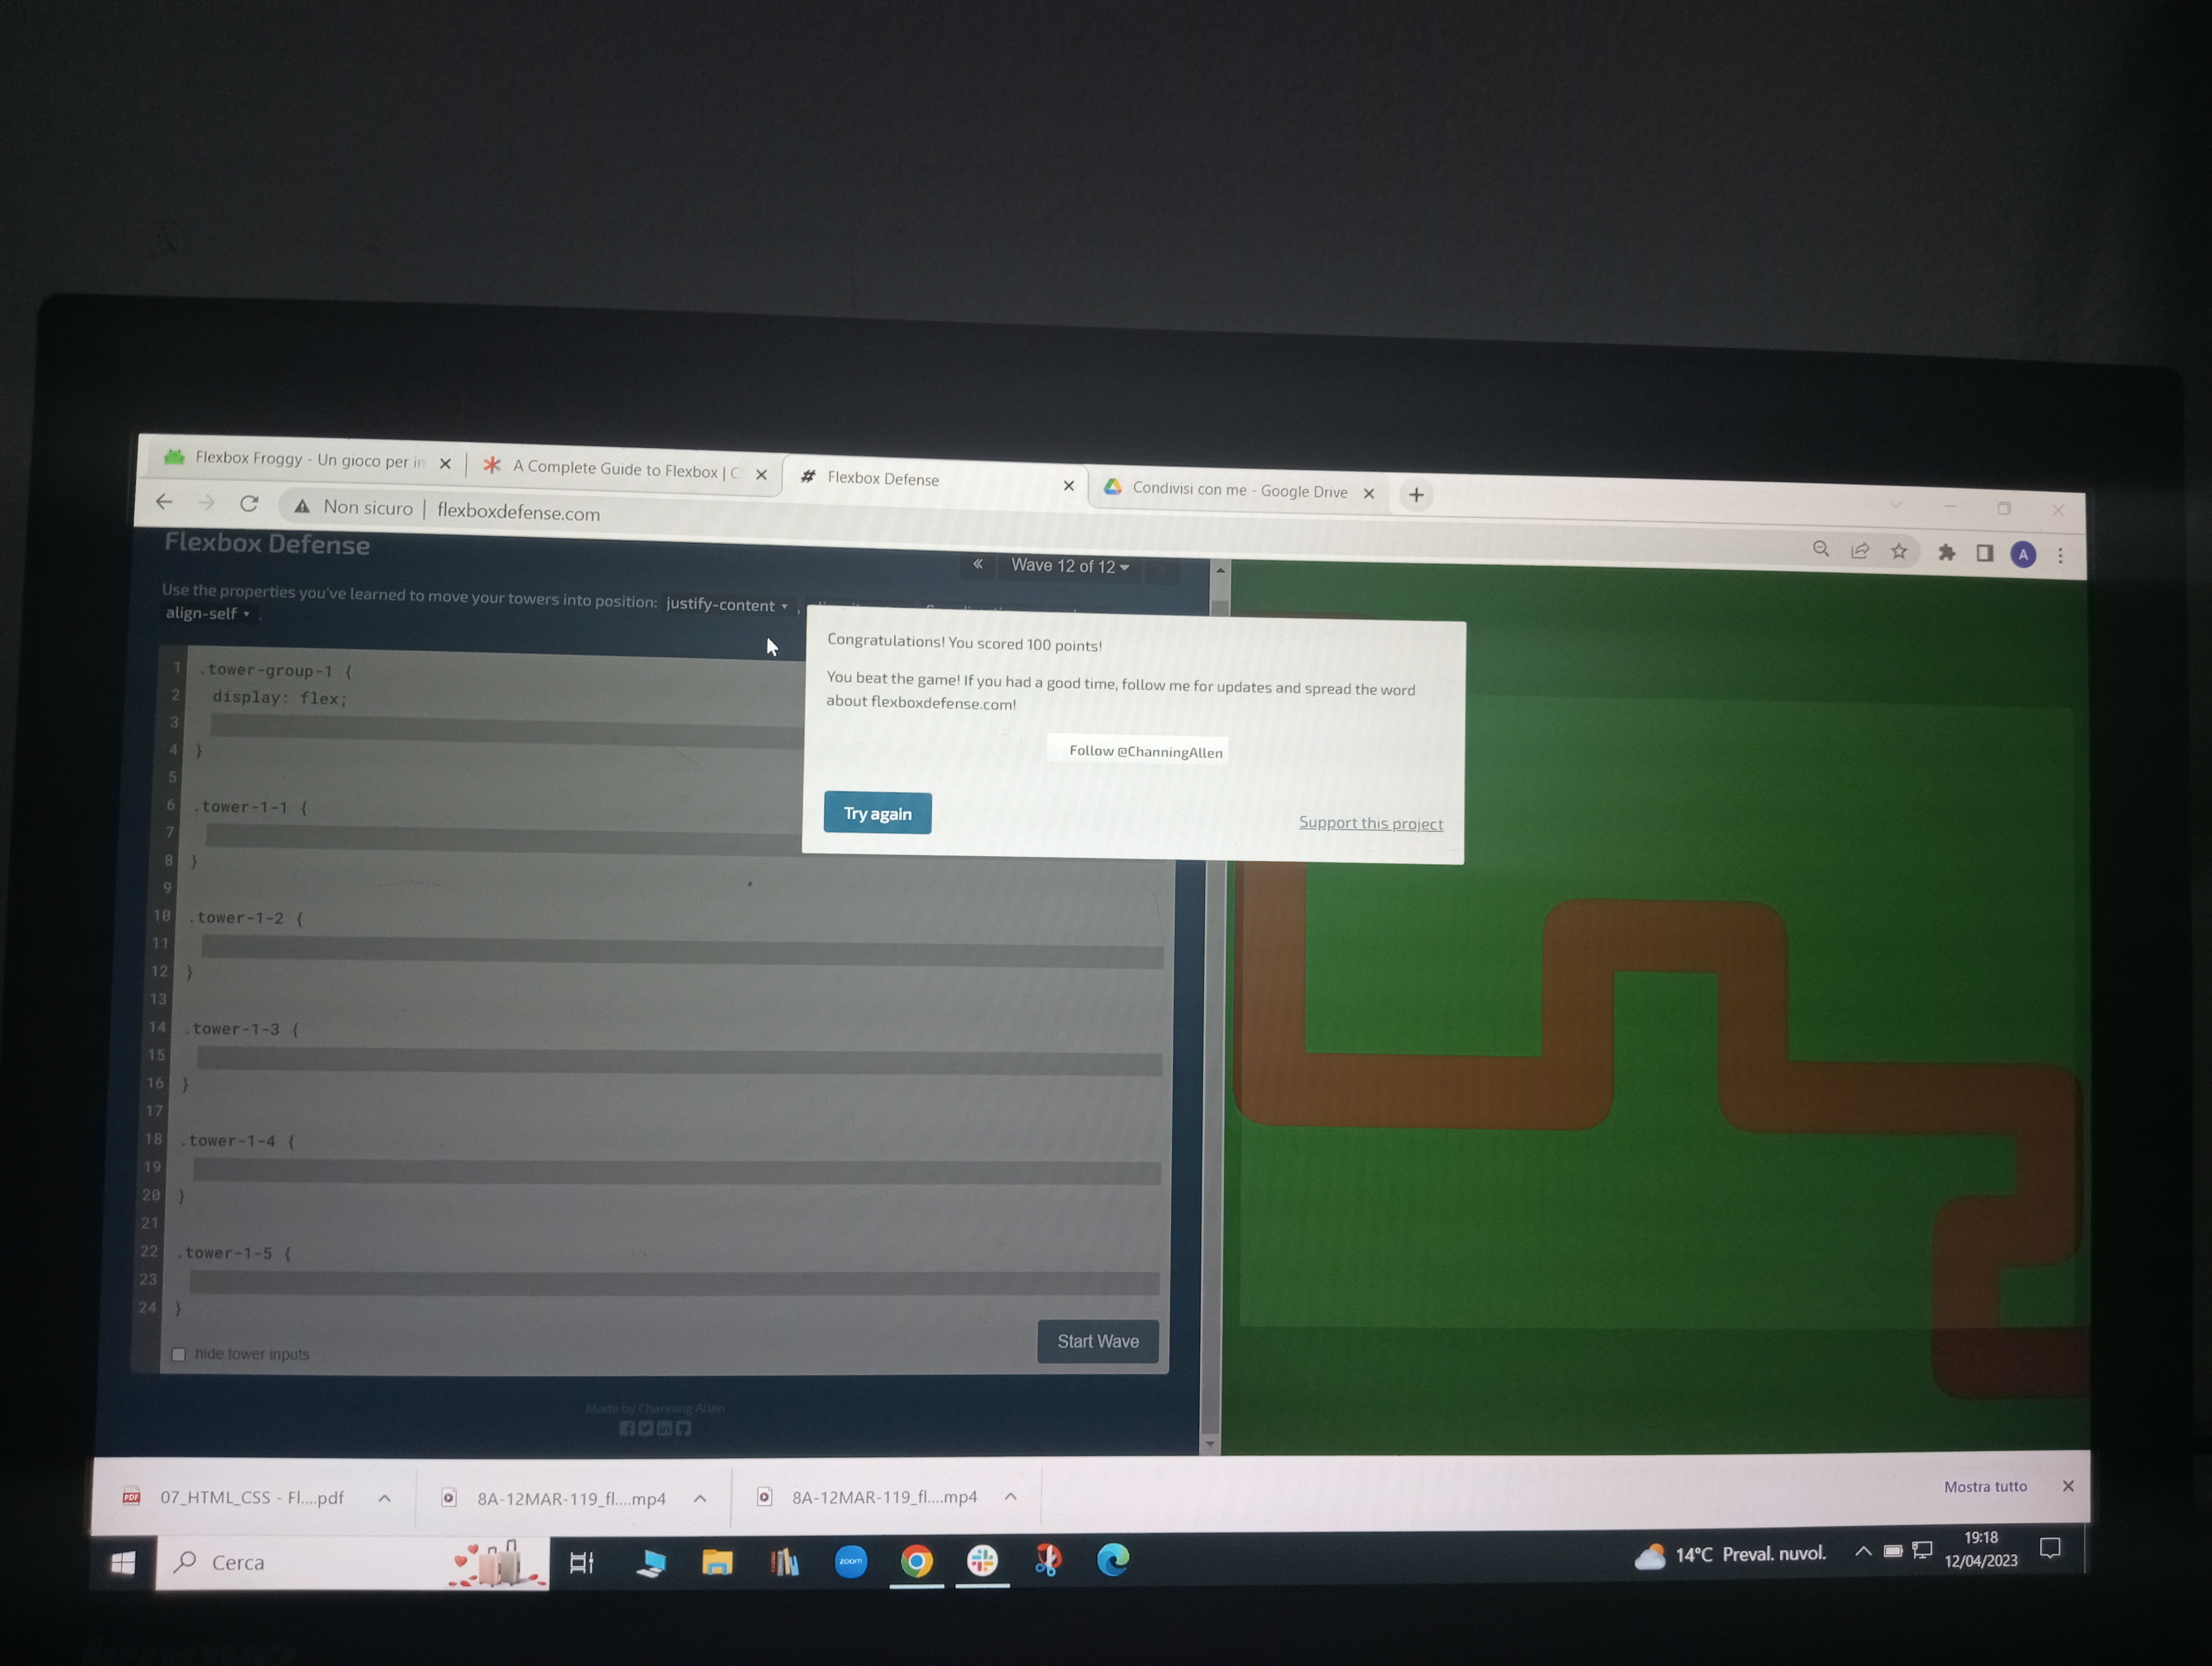 Flexbox Froggy - Un gioco per in
A Complete Guide to Flexbox | CS
Flexbox Defense
Condivisi con me - Google Drive
Non sicuro | flexboxdefense.com
A
Flexbox Defense
« Wave 12 of 12
Use the properties you've learned to move your towers into position: justify-content ,
align-self .
Congratulations! You scored 100 points!
You beat the game! If you had a good time, follow me for updates and spread the word
about flexboxdefense.com!
Follow @ChanningAllen
Try again
Support this project
1 .tower-group-1 {
2 display: flex;
3
4 }
5
6 .tower-1-1 {
7
8 }
9
10 .tower-1-2 {
11
12 }
13
14 .tower-1-3 {
15
16 }
17
18 .tower-1-4 {
19
20 }
21
22 .tower-1-5 {
23
24 }
hide tower inputs
Start Wave
Made by Channing Allen
PDF 07_HTML_CSS - Fl....pdf
8A-12MAR-119_fl....mp4
8A-12MAR-119_fl....mp4
Mostra tutto
Cerca
zoom
14°C Preval. nuvol.
19:18
12/04/2023